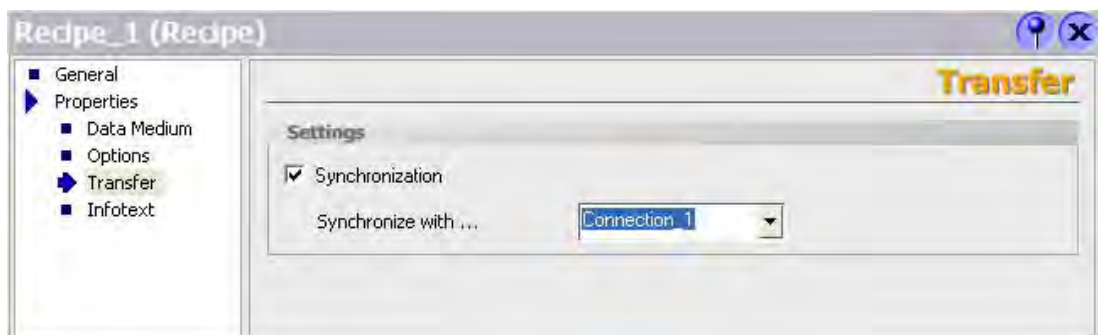 Recipe_1 (Recipe)
General
Properties
Data Medium
Options
Transfer
Infotext
Transfer
Settings
Synchronization
Synchronize with ...
Connection_1